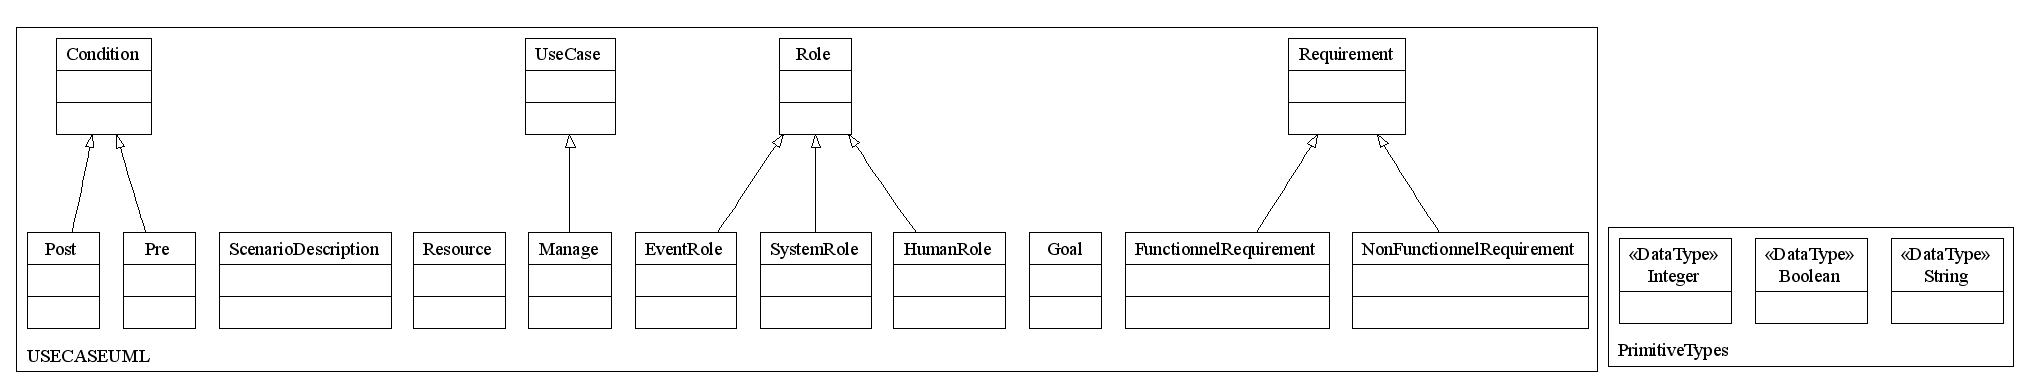 Condition
UseCase
Role
Requirement
Post
Pre
ScenarioDescription
Resource
Manage
EventRole
SystemRole
HumanRole
Goal
FunctionnelRequirement
NonFunctionnelRequirement
USECASEUML
«DataType»
Integer
«DataType»
Boolean
«DataType»
String
PrimitiveTypes